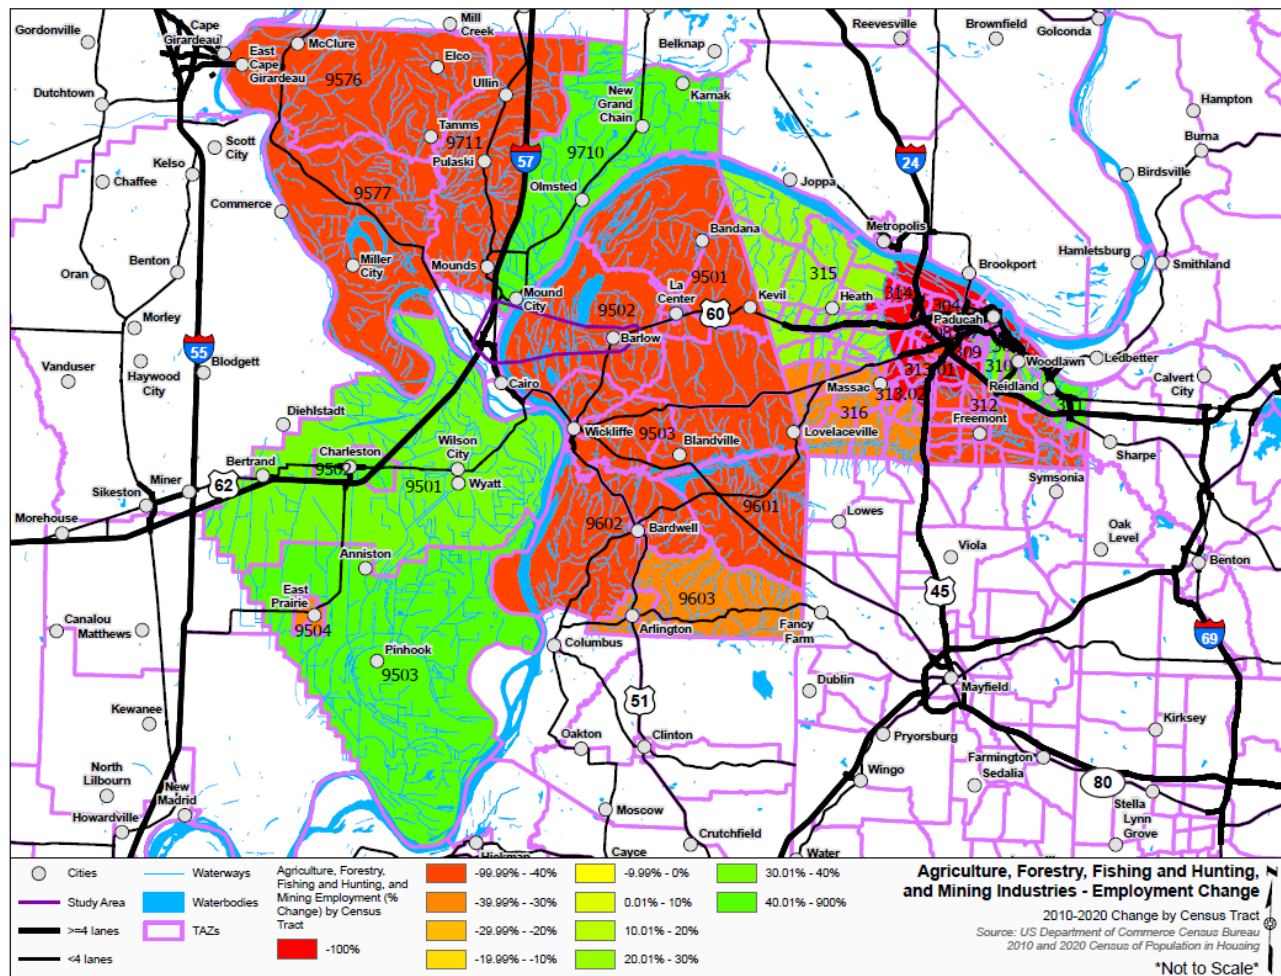 Gordonville
Cape
Girardeau
McClure
Mill
Creek
Reevesville
Brownfield
Golconda
East
Cape
Girardeau
Elco
Belknap
9576
Ullin
Karnak
Dutchtown
New
Grand
Chain
Hampton
Tamms
9711
Burna
Scott
City
Pulaski
9710
57
24
Kelso
Joppa
Birdsville
Chaffee
Olmsted
9577
Commerce
Bandana
Metropolis
Hamletsburg
Benton
Miller
City
Mounds
9501
315
Brookport
Smithland
Oran
La
Center
Mound
City
9502
60
Kevil
Heath
314
304
Paducah
Morley
Barlow
309
Woodlawn
Ledbetter
55
Blodgett
310
Vanduser
Haywood
City
Cairo
Massac
313.01
Reidland
Calvert
City
313.02
312
Diehlstadt
316
Freemont
Wickliffe
9503
Lovelaceville
Wilson
City
Blandville
Charleston
Sharpe
Bertrand
9502
Miner
62
9501
Wyatt
Symsonia
Sikeston
9601
Morehouse
9602
Bardwell
Lowes
Oak
Level
Viola
Anniston
Benton
East
Prairie
9603
45
Canalou
Matthews
9504
Arlington
Fancy
Farm
69
Columbus
Pinhook
9503
Dublin
Mayfield
51
Kewanee
Oakton
Clinton
Pryorsburg
Kirksey
Farmington
North
Lilbourn
New
Madrid
Wingo
Sedalia
80
Stella
Lynn
Grove
Howardville
Moscow
Crutchfield
Hickman
Cayce
Water
Cities
Study Area
>=4 lanes
<4 lanes
Waterways
Waterbodies
TAZs
Agriculture, Forestry,
Fishing and Hunting, and
Mining Employment (%
Change) by Census
Tract
-100%
-99.99% - -40%
-39.99% - -30%
-29.99% - -20%
-19.99% - -10%
-9.99% - 0%
0.01% - 10%
10.01% - 20%
20.01% - 30%
30.01% - 40%
40.01% - 900%
Agriculture, Forestry, Fishing and Hunting,
and Mining Industries - Employment Change
2010-2020 Change by Census Tract
Source: US Department of Commerce Census Bureau
2010 and 2020 Census of Population in Housing
*Not to Scale*
N